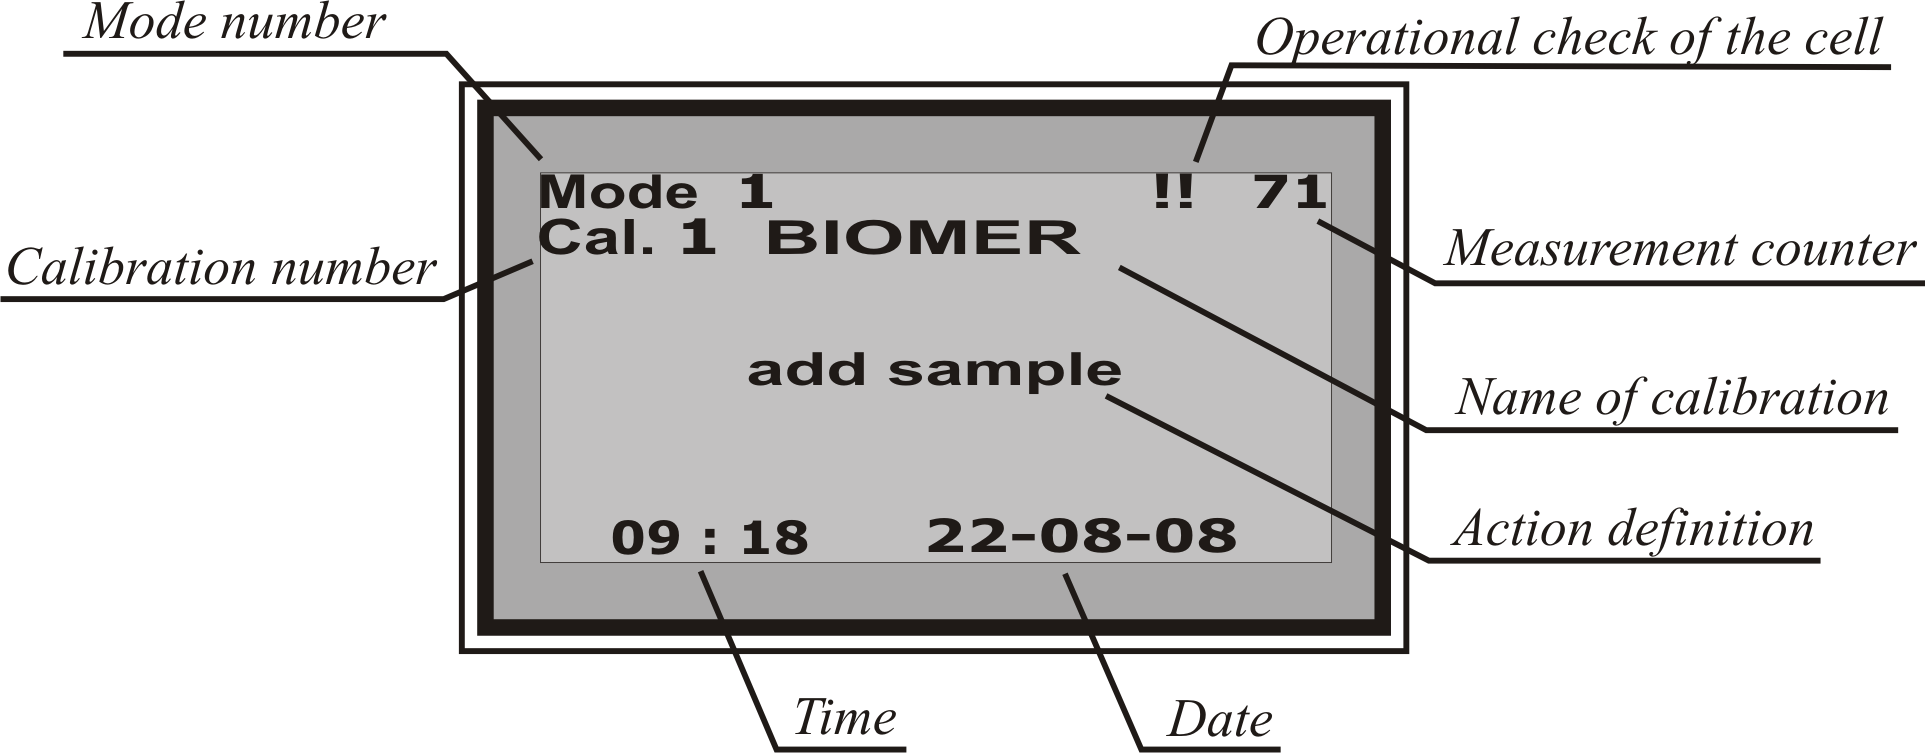 Mode number
Operational check of the cell
Mode 1 !! 71
Cal. 1 BIOMER
Calibration number
Measurement counter
add sample
Name of calibration
Action definition
09 : 18 22-08-08
Time
Date